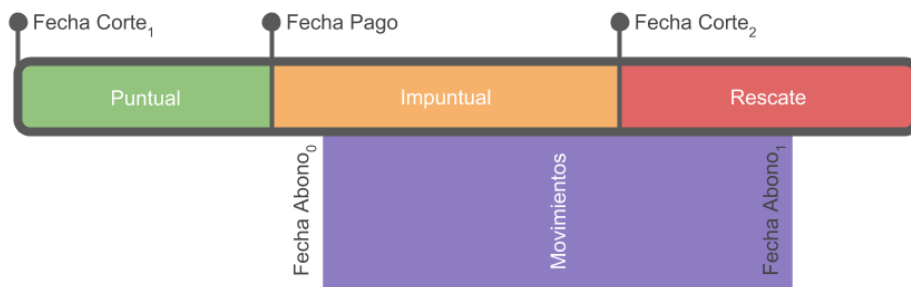 Fecha Corte₁
Fecha Pago
Fecha Corte₂
Puntual
Impuntual
Rescate
Fecha Abono₀
Movimientos
Fecha Abono₁